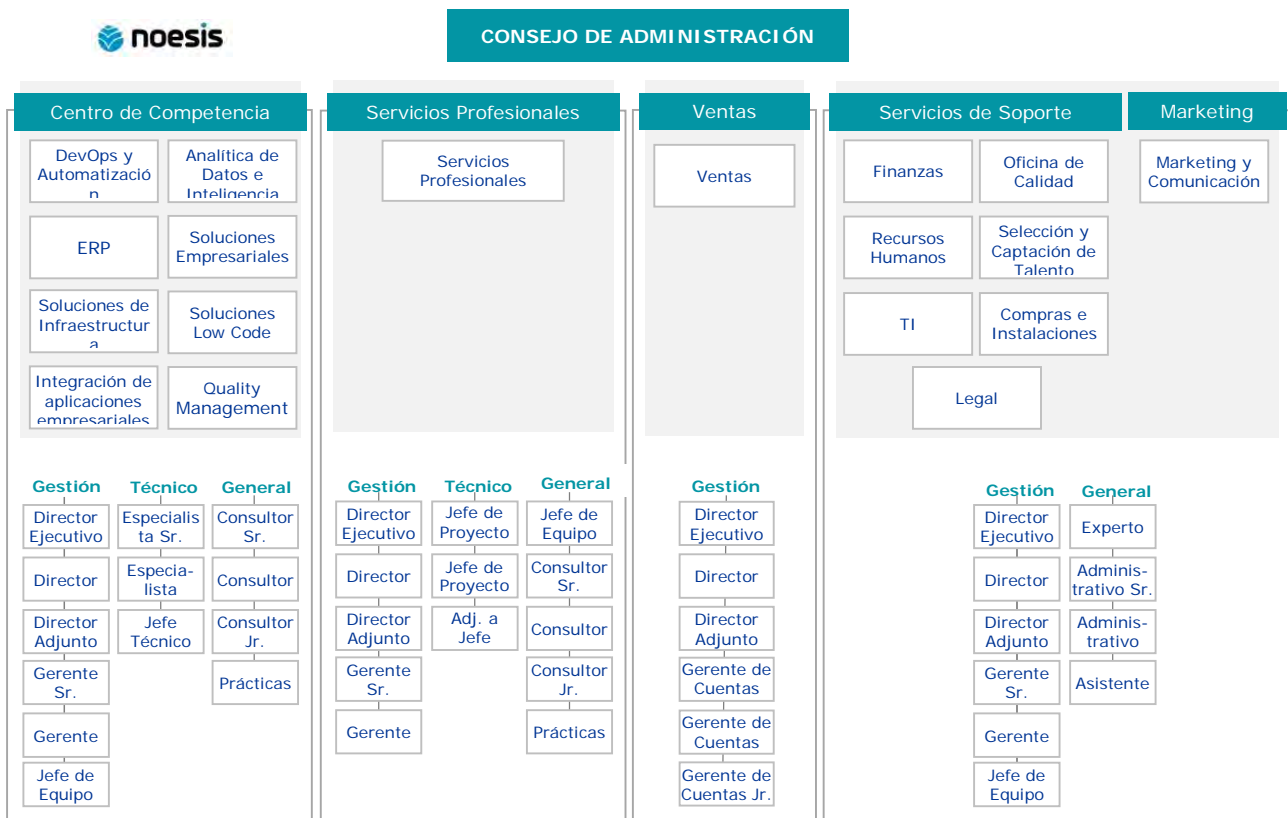 noesis
CONSEJO DE ADMINISTRACIÓN
Centro de Competencia
DevOps y
Automatizació
n
Analítica de
Datos e
Inteligencia
ERP
Soluciones
Empresariales
Soluciones de
Infraestructur
a
Soluciones
Low Code
Integración de
aplicaciones
empresariales
Quality
Management
Gestión
Director
Ejecutivo
Director
Director
Adjunto
Gerente
Sr.
Gerente
Jefe de
Equipo
Técnico
Especialis
ta Sr.
Especia-
lista
Jefe
Técnico
General
Consultor
Sr.
Consultor
Consultor
Jr.
Prácticas
Servicios Profesionales
Servicios
Profesionales
Gestión
Director
Ejecutivo
Director
Director
Adjunto
Gerente
Sr.
Gerente
Técnico
Jefe de
Proyecto
Jefe de
Proyecto
Adj. a
Jefe
General
Jefe de
Equipo
Consultor
Sr.
Consultor
Consultor
Jr.
Prácticas
Ventas
Ventas
Gestión
Director
Ejecutivo
Director
Director
Adjunto
Gerente de
Cuentas
Gerente de
Cuentas
Gerente de
Cuentas Jr.
Servicios de Soporte
Finanzas
Oficina de
Calidad
Recursos
Humanos
Selección y
Captación de
Talento
TI
Compras e
Instalaciones
Legal
Marketing
Marketing y
Comunicación
Gestión
Director
Ejecutivo
Director
Director
Adjunto
Gerente
Sr.
Gerente
Jefe de
Equipo
General
Experto
Adminis-
trativo Sr.
Adminis-
trativo
Asistente